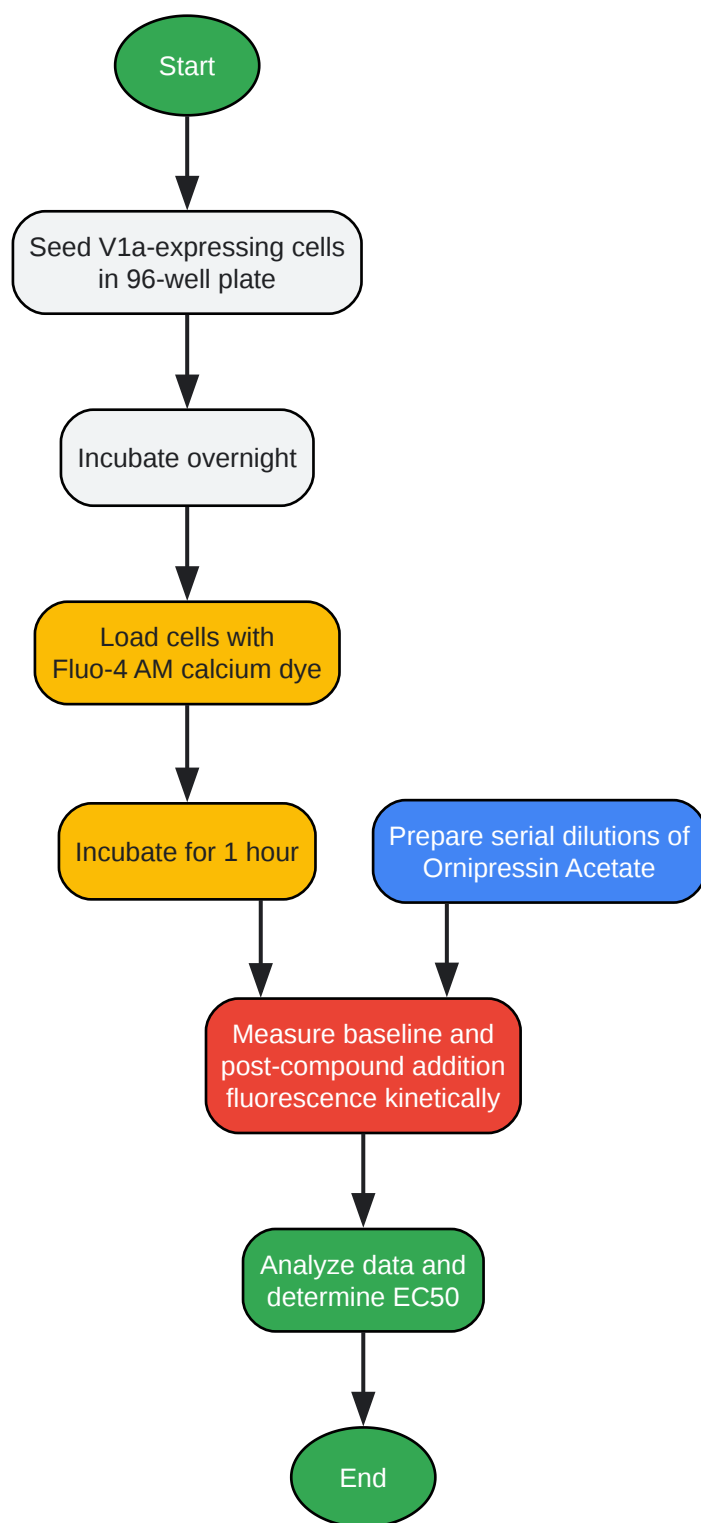 Start
Seed V1a-expressing cells
in 96-well plate
Incubate overnight
Load cells with
Fluo-4 AM calcium dye
Incubate for 1 hour
Prepare serial dilutions of
Ornipressin Acetate
Measure baseline and
post-compound addition
fluorescence kinetically
Analyze data and
determine EC50
End